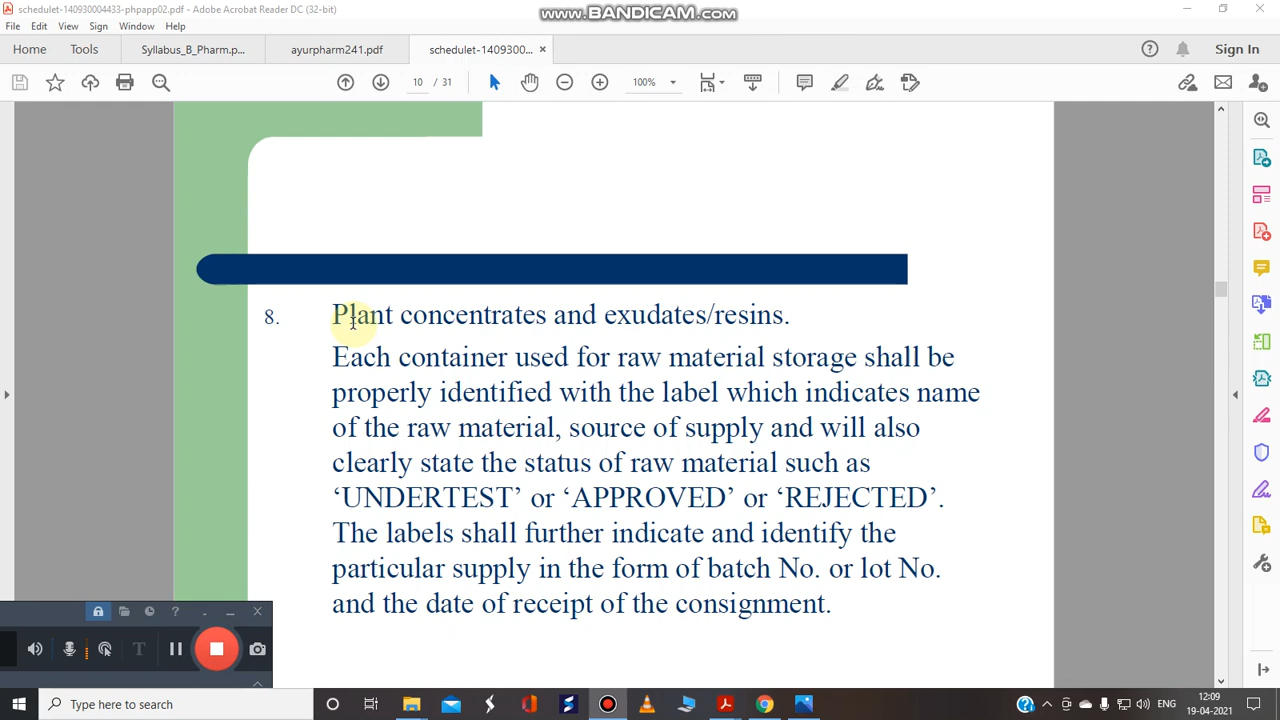 schedulet-140930004433-phpapp02.pdf - Adobe Acrobat Reader DC (32-bit)
WWW.BANDICAM.COM
File Edit View Sign Window Help
Home Tools Syllabus_B_Pharm.p... ayurpharm241.pdf schedulet-1409300... Sign In
10 / 31 100%
8. Plant concentrates and exudates/resins.
Each container used for raw material storage shall be
properly identified with the label which indicates name
of the raw material, source of supply and will also
clearly state the status of raw material such as
‘UNDERTEST’ or ‘APPROVED’ or ‘REJECTED’.
The labels shall further indicate and identify the
particular supply in the form of batch No. or lot No.
and the date of receipt of the consignment.
Type here to search
ENG
12:09
19-04-2021